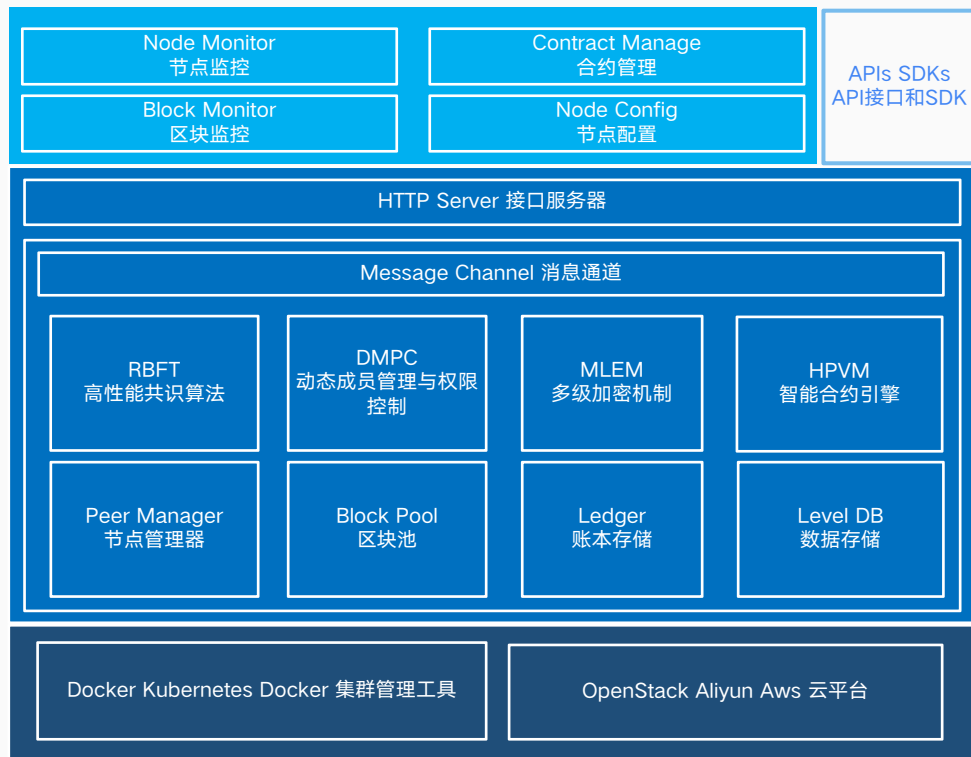 Node Monitor
节点监控
Contract Manage
合约管理
APIs SDKs
API接口和SDK
Block Monitor
区块监控
Node Config
节点配置
HTTP Server 接口服务器
Message Channel 消息通道
RBFT
高性能共识算法
DMPC
动态成员管理与权限
控制
MLEM
多级加密机制
HPVM
智能合约引擎
Peer Manager
节点管理器
Block Pool
区块池
Ledger
账本存储
Level DB
数据存储
Docker Kubernetes Docker 集群管理工具
OpenStack Aliyun Aws 云平台